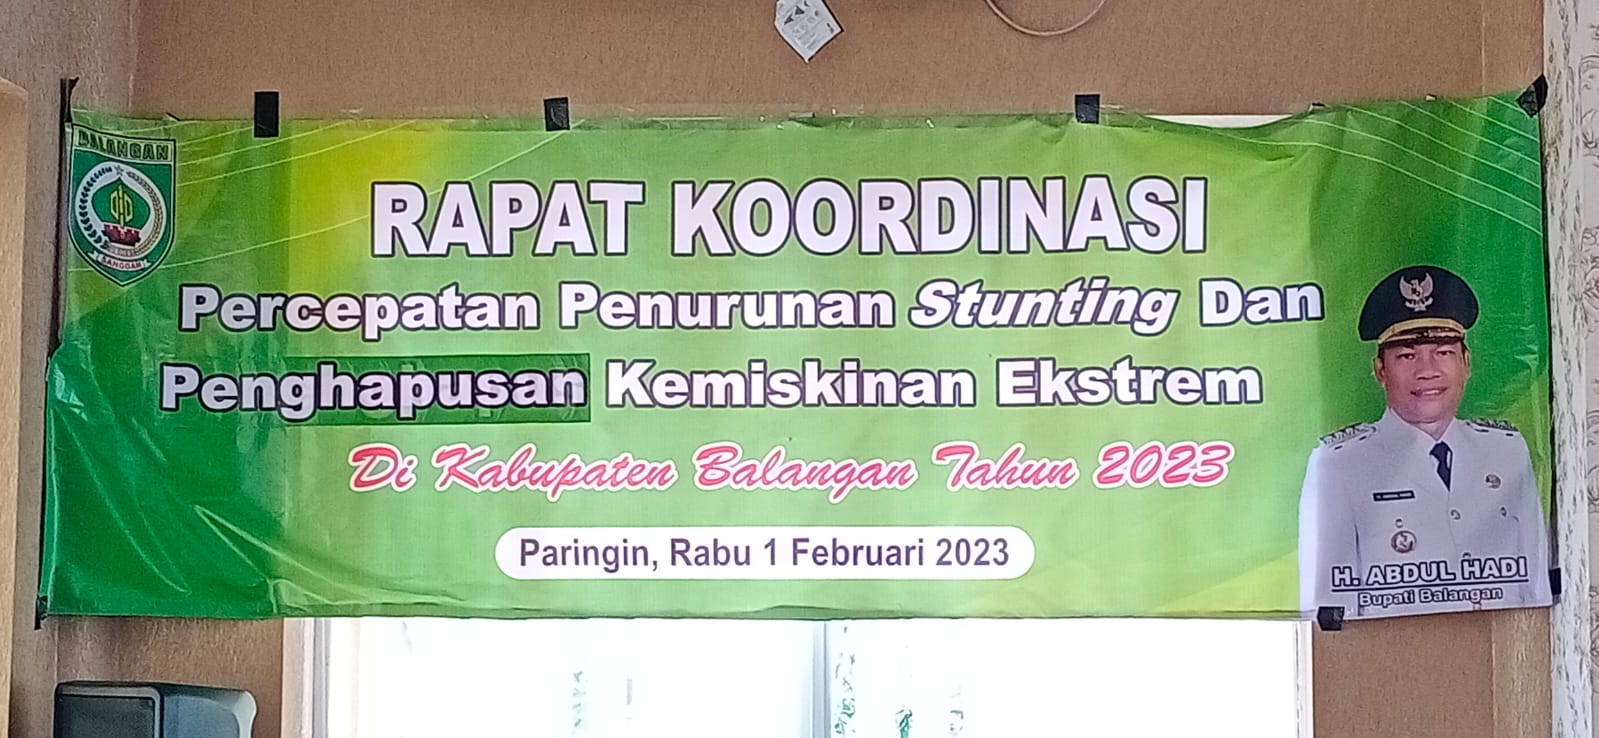 BALANGAN
SANGGAM
RAPAT KOORDINASI
Percepatan Penurunan Stunting Dan
Penghapusan Kemiskinan Ekstrem
Di Kabupaten Balangan Tahun 2023
Paringin, Rabu 1 Februari 2023
H. ABDUL HADI
Bupati Balangan